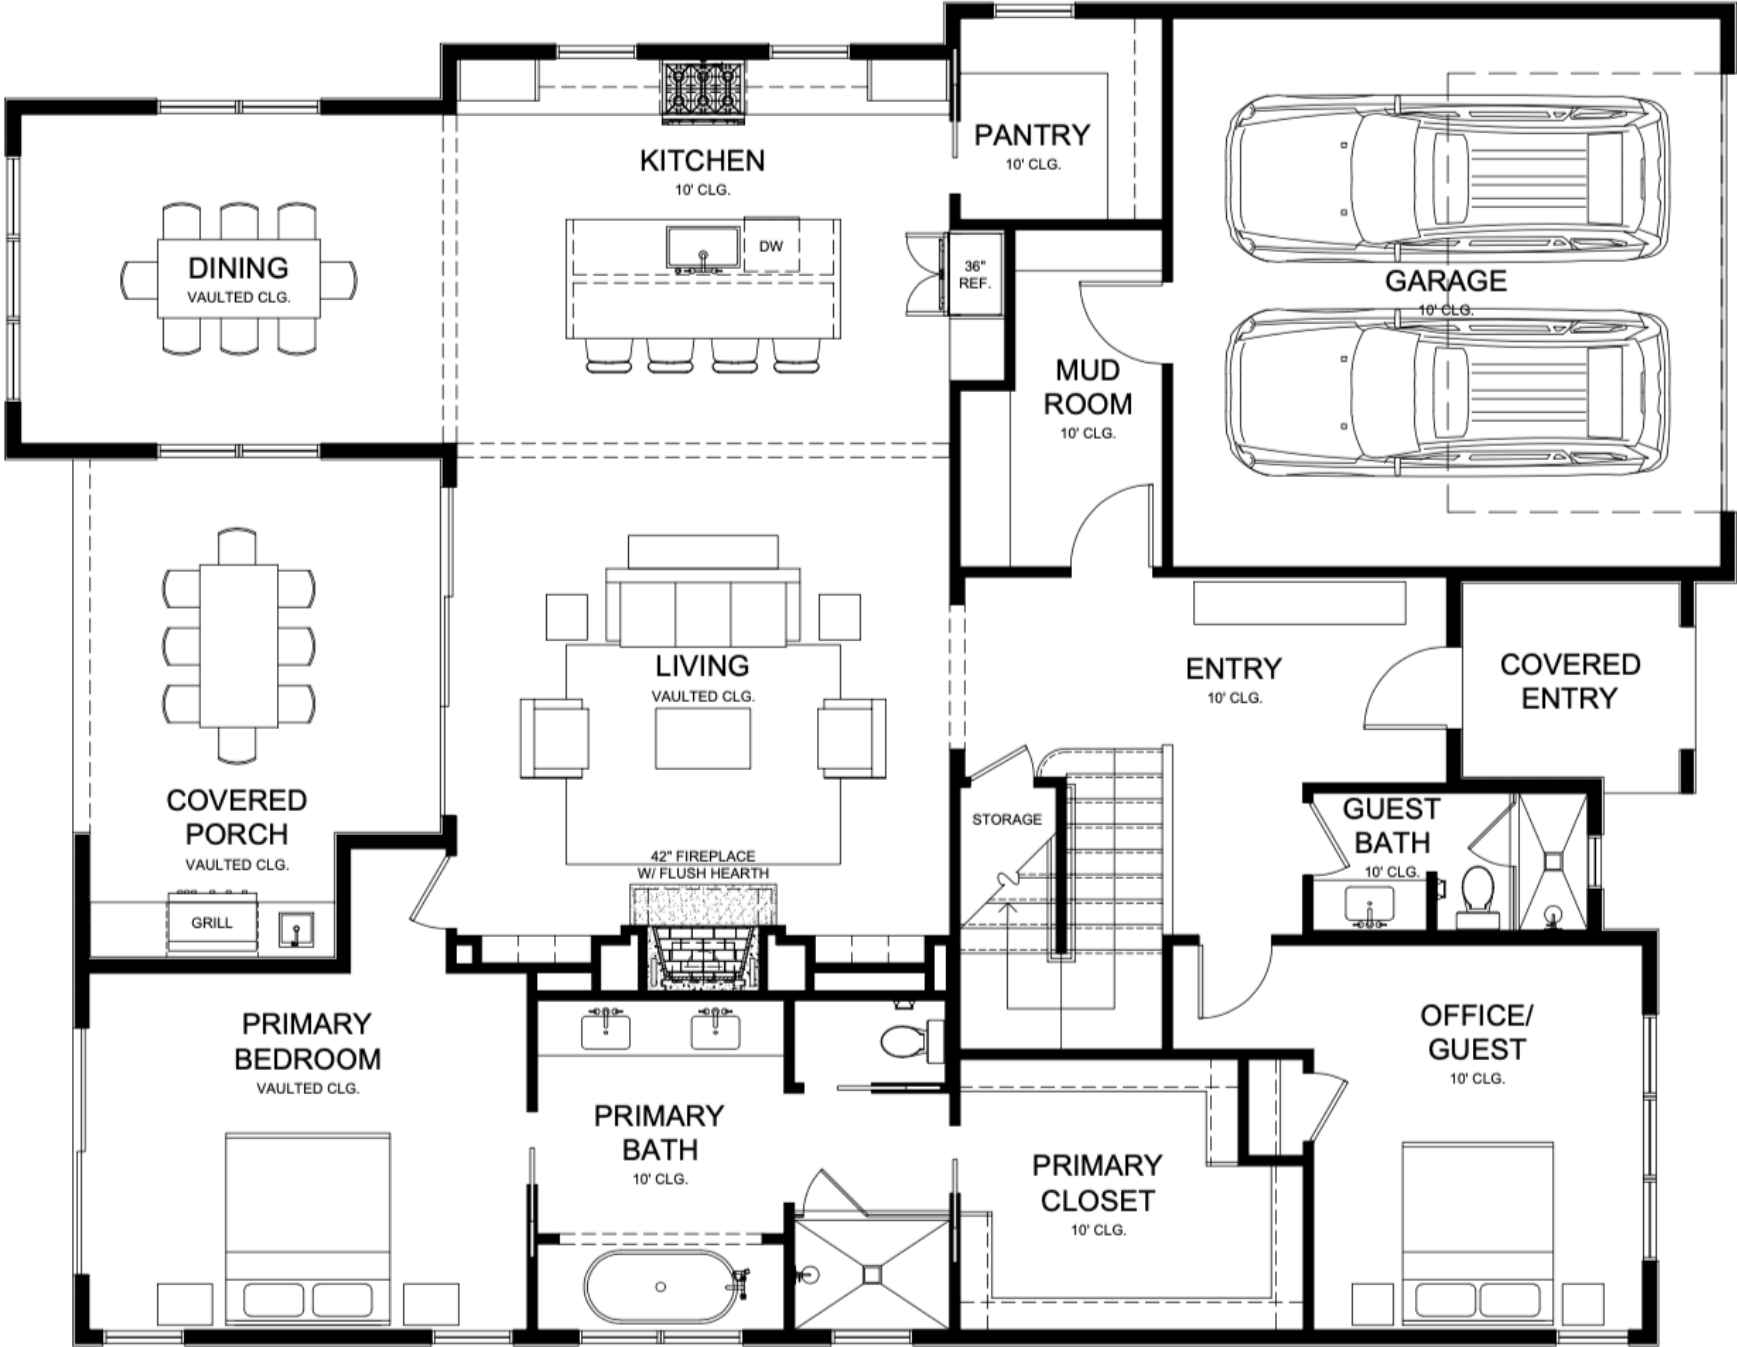 PANTRY
10' CLG.
KITCHEN
10' CLG.
DW
36"
REF.
DINING
VAULTED CLG.
GARAGE
10' CLG.
MUD
ROOM
10' CLG.
LIVING
VAULTED CLG.
ENTRY
10' CLG.
COVERED
ENTRY
COVERED
PORCH
VAULTED CLG.
GRILL
42" FIREPLACE
W/ FLUSH HEARTH
STORAGE
GUEST
BATH
10' CLG.
PRIMARY
BEDROOM
VAULTED CLG.
PRIMARY
BATH
10' CLG.
PRIMARY
CLOSET
10' CLG.
OFFICE/
GUEST
10' CLG.